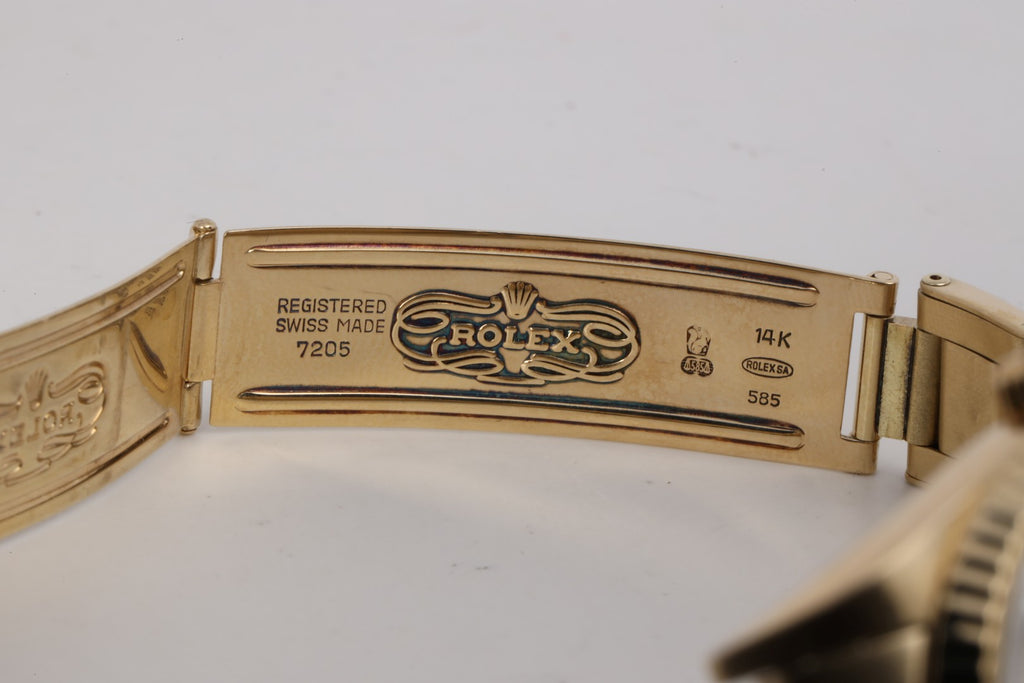 REGISTERED
SWISS MADE
7205
ROLEX
14K
ROLEX SA
585